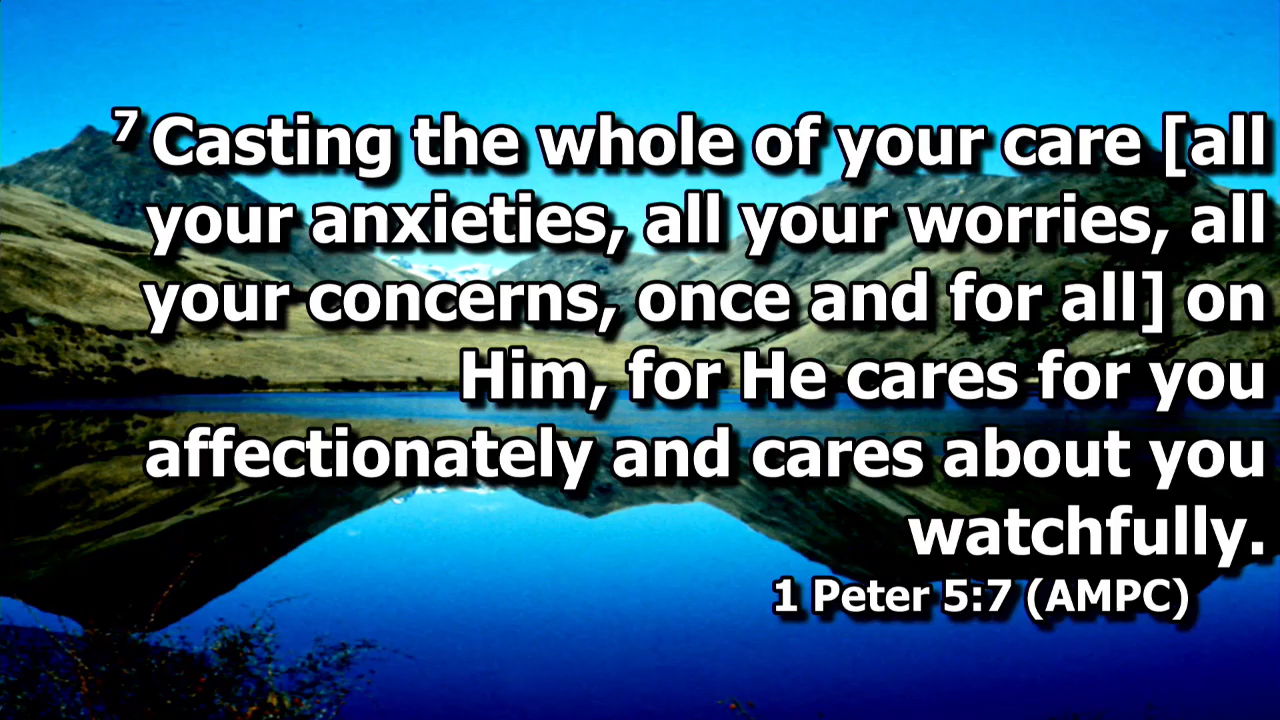 7 Casting the whole of your care [all
your anxieties, all your worries, all
your concerns, once and for all] on
Him, for He cares for you
affectionately and cares about you
watchfully.
1 Peter 5:7 (AMPC)